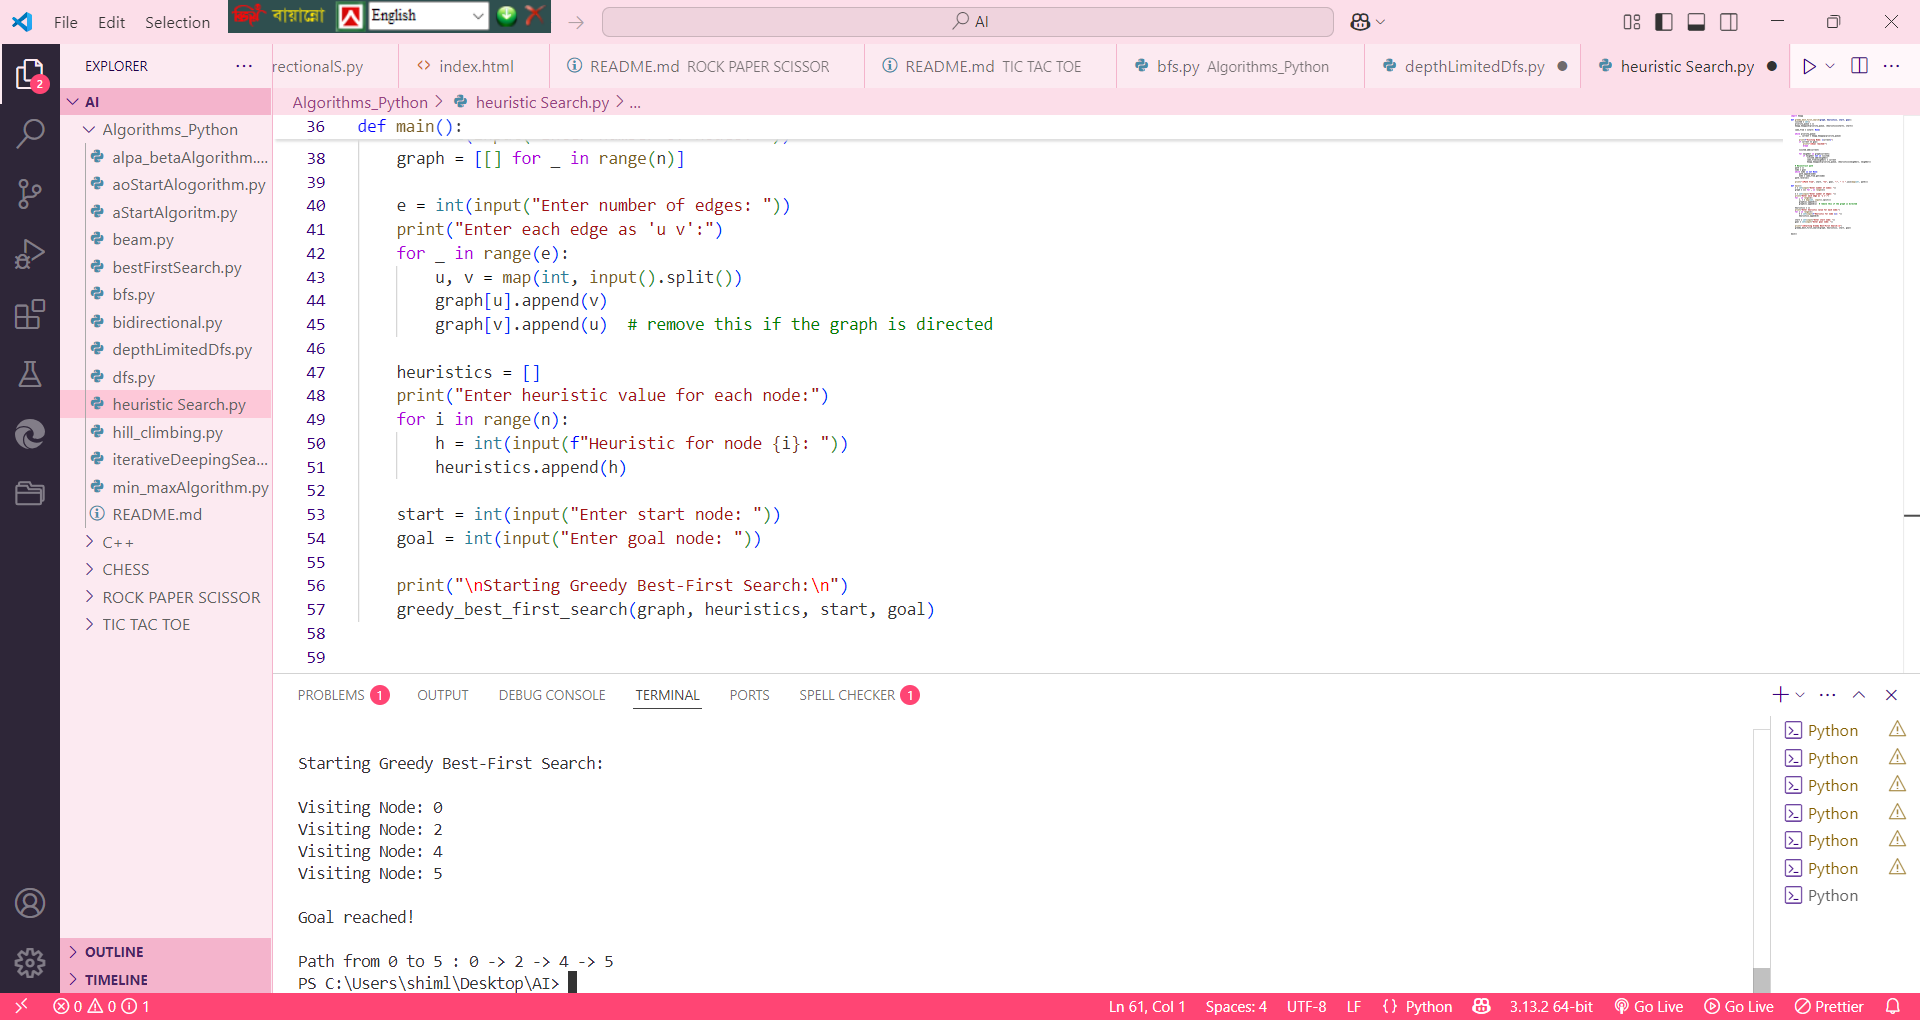 File Edit Selection
বায়ান্নো English
AI
EXPLORER
rectionalS.py
index.html
README.md ROCK PAPER SCISSOR
README.md TIC TAC TOE
bfs.py Algorithms_Python
depthLimitedDfs.py
heuristic Search.py
2
AI
Algorithms_Python
alpa_betaAlgorithm....
aoStartAlogorithm.py
aStartAlgoritm.py
beam.py
bestFirstSearch.py
bfs.py
bidirectional.py
depthLimitedDfs.py
dfs.py
heuristic Search.py
hill_climbing.py
iterativeDeepingSea...
min_maxAlgorithm.py
README.md
C++
CHESS
ROCK PAPER SCISSOR
TIC TAC TOE
OUTLINE
TIMELINE
Algorithms_Python > heuristic Search.py > ...
36 def main():
38 graph = [[] for _ in range(n)]
39
40 e = int(input("Enter number of edges: "))
41 print("Enter each edge as 'u v':")
42 for _ in range(e):
43 u, v = map(int, input().split())
44 graph[u].append(v)
45 graph[v].append(u)  # remove this if the graph is directed
46
47 heuristics = []
48 print("Enter heuristic value for each node:")
49 for i in range(n):
50 h = int(input(f"Heuristic for node {i}: "))
51 heuristics.append(h)
52
53 start = int(input("Enter start node: "))
54 goal = int(input("Enter goal node: "))
55
56 print("\nStarting Greedy Best-First Search:\n")
57 greedy_best_first_search(graph, heuristics, start, goal)
58
59
PROBLEMS 1 OUTPUT DEBUG CONSOLE TERMINAL PORTS SPELL CHECKER 1
Starting Greedy Best-First Search:
Visiting Node: 0
Visiting Node: 2
Visiting Node: 4
Visiting Node: 5
Goal reached!
Path from 0 to 5 : 0 -> 2 -> 4 -> 5
PS C:\Users\shiml\Desktop\AI>
Python
Python
Python
Python
Python
Python
Python
0 0 1
Ln 61, Col 1 Spaces: 4 UTF-8 LF {} Python 3.13.2 64-bit Go Live Go Live Prettier